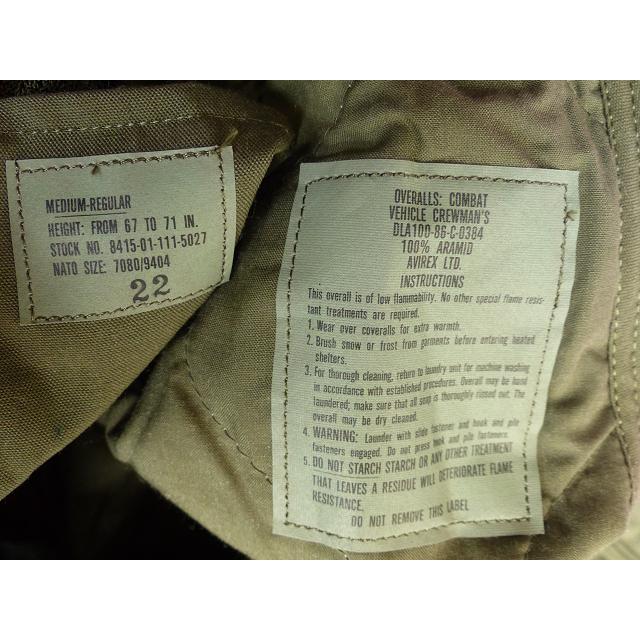 MEDIUM-REGULAR
HEIGHT: FROM 67 TO 71 IN.
STOCK NO. 8415-01-111-5027
NATO SIZE: 7080/9404
22
OVERALLS: COMBAT
VEHICLE CREWMAN'S
DLA100-86-C-0384
100% ARAMID
AVIREX LTD.
INSTRUCTIONS
This overall is of low flammability. No other special flame resis-
tant treatments are required.
1. Wear over coveralls for extra warmth.
2. Brush snow or frost from garments before entering heated
shelters.
3. For thorough cleaning, return to laundry unit for machine washing
in accordance with established procedures. Overall may be hand
laundered; make sure that all soap is thoroughly rinsed out. The
overall may be dry cleaned.
4. WARNING: Launder with slide fastener and hook and pile
fasteners engaged. Do not press hook and pile fasteners.
5. DO NOT STARCH STARCH OR ANY OTHER TREATMENT
THAT LEAVES A RESIDUE WILL DETERIORATE FLAME
RESISTANCE.
DO NOT REMOVE THIS LABEL